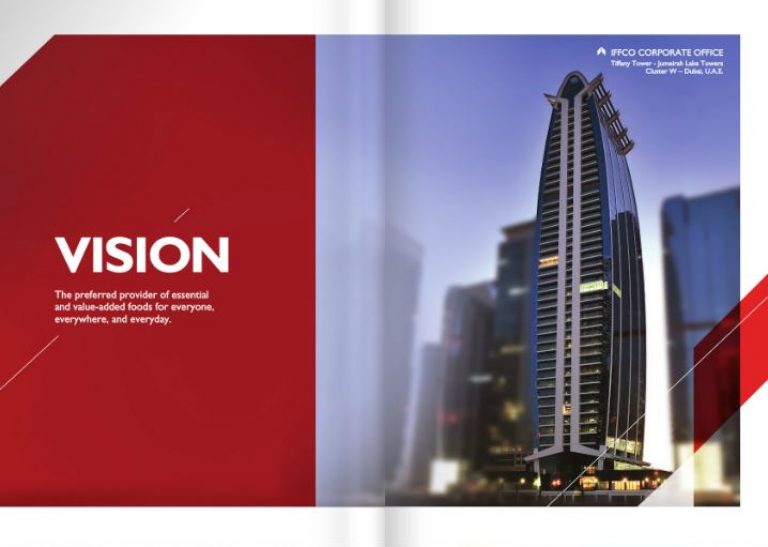 VISION
The preferred provider of essential
and value-added foods for everyone,
everywhere, and everyday.
IFFCO CORPORATE OFFICE
Tiffany Tower - Jumeirah Lake Towers
Cluster W – Dubai, U.A.E.